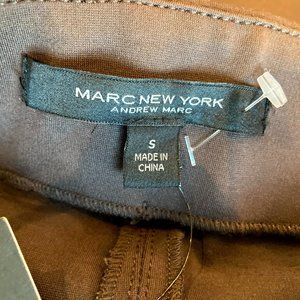 MARC NEW YORK
ANDREW MARC
S
MADE IN
CHINA